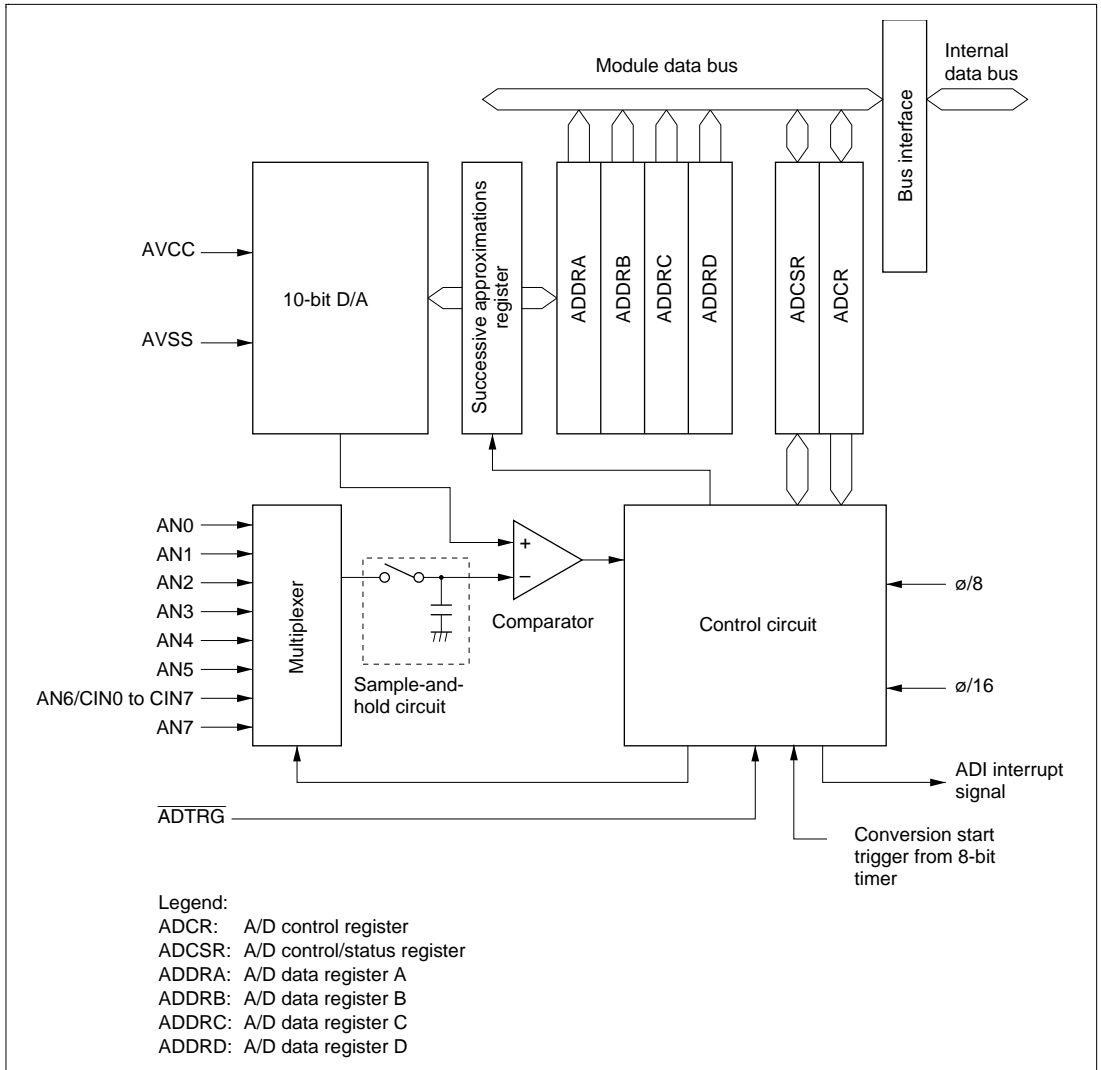 Module data bus
Internal
data bus
Bus interface
AVCC
AVSS
10-bit D/A
Successive approximations
register
ADDRA
ADDRB
ADDRC
ADDRD
ADCSR
ADCR
AN0
AN1
AN2
AN3
AN4
AN5
AN6/CIN0 to CIN7
AN7
Multiplexer
Sample-and-
hold circuit
+
−
Comparator
Control circuit
ø/8
ø/16
ADI interrupt
signal
ADTRG
Conversion start
trigger from 8-bit
timer
Legend:
ADCR: A/D control register
ADCSR: A/D control/status register
ADDRA: A/D data register A
ADDRB: A/D data register B
ADDRC: A/D data register C
ADDRD: A/D data register D